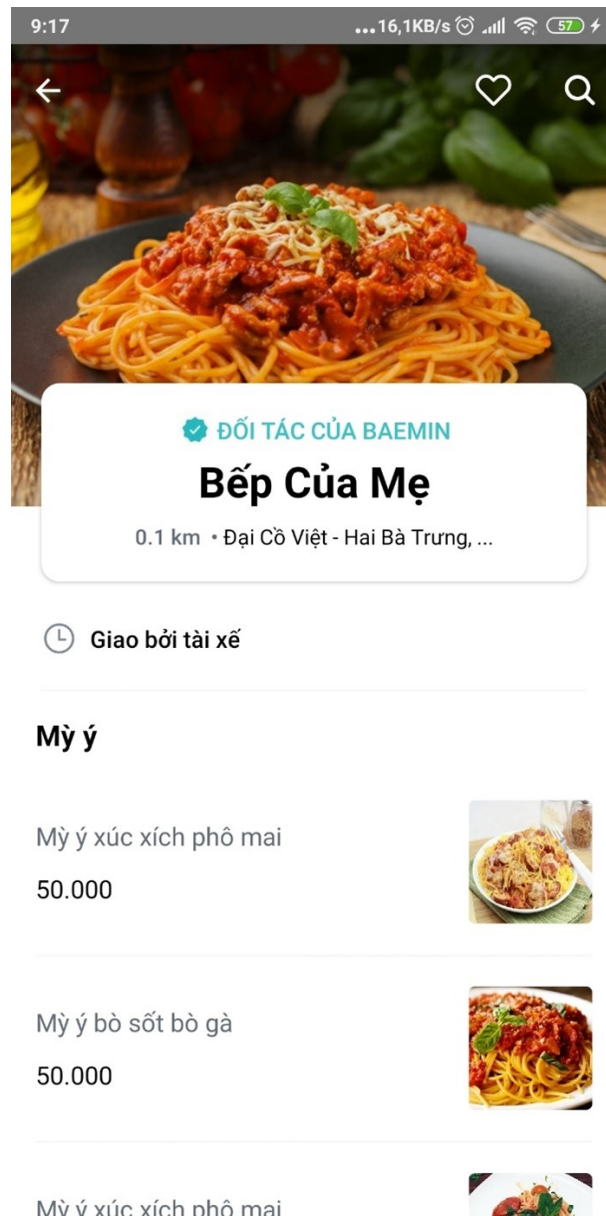 9:17
...16,1KB/s 57
ĐỐI TÁC CỦA BAEMIN
Bếp Của Mẹ
0.1 km • Đại Cồ Việt - Hai Bà Trưng, ...
Giao bởi tài xế
Mỳ ý
Mỳ ý xúc xích phô mai
50.000
Mỳ ý bò sốt bò gà
50.000
Mỳ ý xúc xích phô mai